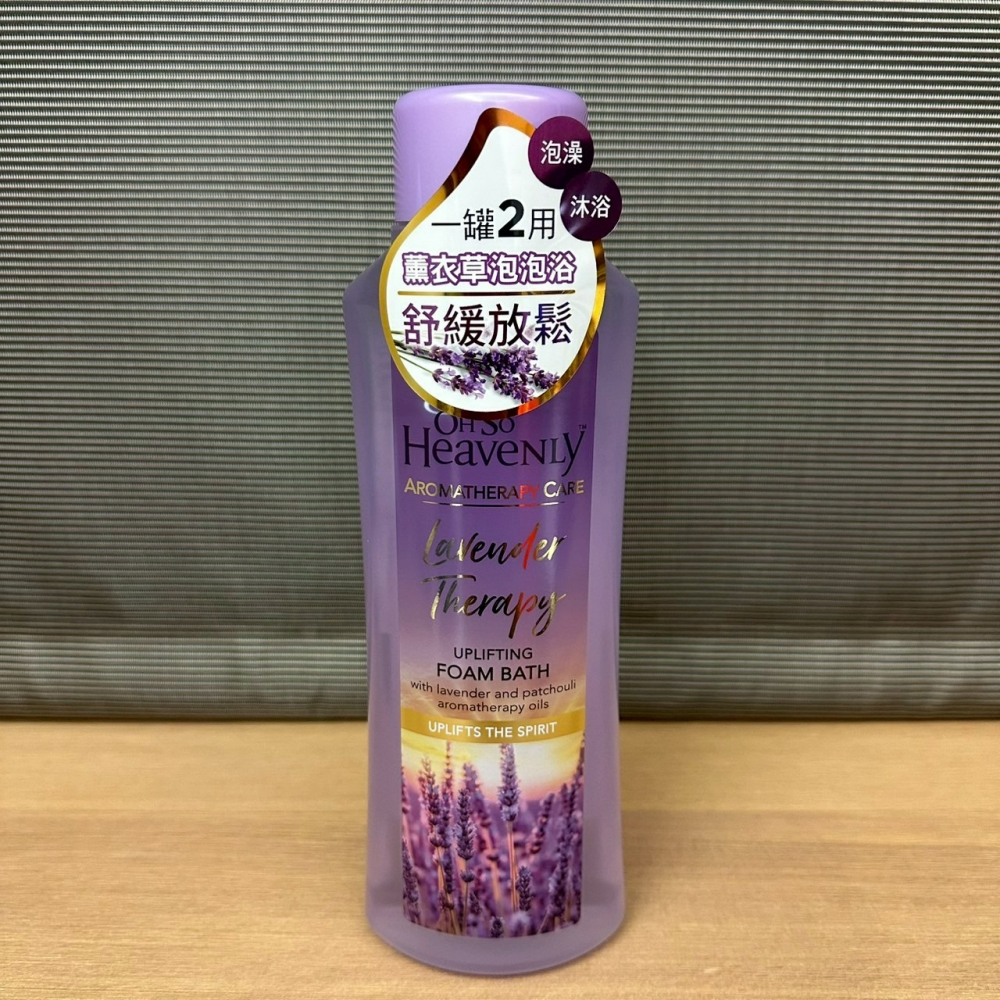 泡澡
沐浴
一罐2用
薰衣草泡泡浴
舒緩放鬆
OH SO
HEAVENLY™
AROMATHERAPY CARE
Lavender
Therapy
UPLIFTING
FOAM BATH
with lavender and patchouli
aromatherapy oils
UPLIFTS THE SPIRIT